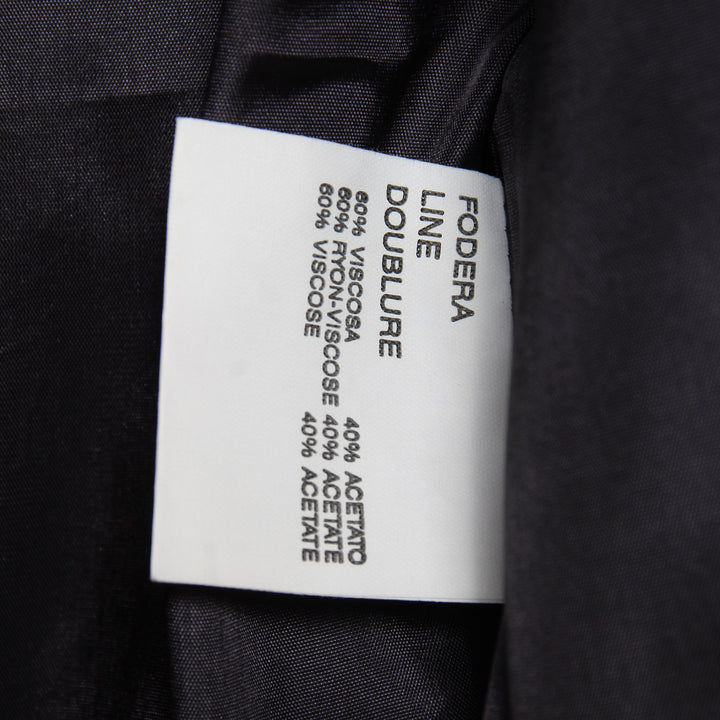 FODERA
LINE
DOUBLURE
60% VISCOSA 40% ACETATO
60% RYON-VISCOSE 40% ACETATE
60% VISCOSE 40% ACETATE